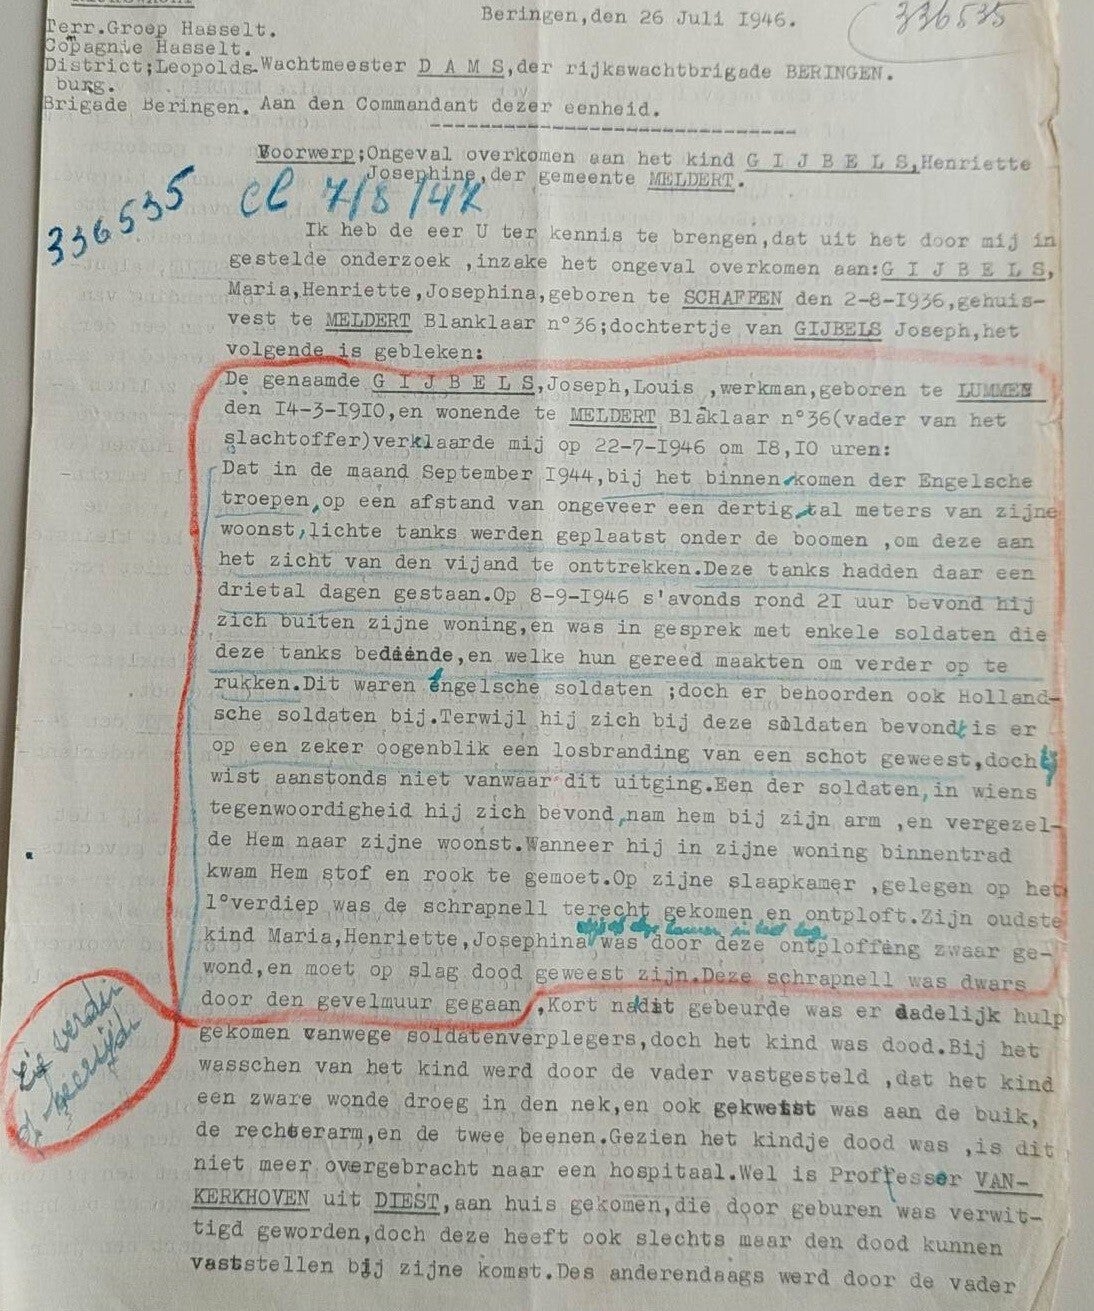 Beringen,den 26 Juli I946.
336535
Terr.Groep Hasselt.
Copagnie Hasselt.
District;Leopolds-
burg.
Wachtmeester D A M S,der rijkswachtbrigade BERINGEN.
Brigade Beringen. Aan den Commandant dezer eenheid.
Voorwerp;Ongeval overkomen aan het kind G I J B E L S,Henriette
Josephine,der gemeente MELDERT.
336535
Cl 7/8/47
Ik heb de eer U ter kennis te brengen,dat uit het door mij in
gestelde onderzoek ,inzake het ongeval overkomen aan:G I J B E L S,
Maria,Henriette,Josephina,geboren te SCHAFFEN den 2-8-I936,gehuis-
vest te MELDERT Blanklaar n°36;dochtertje van GIJBELS Joseph,het
volgende is gebleken:
De genaamde G I J B E L S,Joseph,Louis ,werkman,geboren te LUMMEN
den I4-3-I9IO,en wonende te MELDERT Blaklaar n°36(vader van het
slachtoffer)verklaarde mij op 22-7-I946 om I8,IO uren:
Dat in de maand September I944,bij het binnen komen der Engelsche
troepen,op een afstand van ongeveer een dertig tal meters van zijne
woonst,lichte tanks werden geplaatst onder de boomen ,om deze aan
het zicht van den vijand te onttrekken.Deze tanks hadden daar een
drietal dagen gestaan.Op 8-9-I946 s'avonds rond 2I uur bevond hij
zich buiten zijne woning,en was in gesprek met enkele soldaten die
deze tanks bediende,en welke hun gereed maakten om verder op te
rukken.Dit waren Engelsche soldaten ;doch er behoorden ook Holland-
sche soldaten bij.Terwijl hij zich bij deze soldaten bevond is er
op een zeker oogenblik een losbranding van een schot geweest,doch hij
wist aanstonds niet vanwaar dit uitging.Een der soldaten,in wiens
tegenwoordigheid hij zich bevond,nam hem bij zijn arm ,en vergezel-
de Hem naar zijne woonst.Wanneer hij in zijne woning binnentrad
kwam Hem stof en rook te gemoet.Op zijne slaapkamer ,gelegen op het
I°verdiep was de schrapnell terecht gekomen en ontploft.Zijn oudste
kind Maria,Henriette,Josephina was door deze ontploffing zwaar ge-
wond,en moet op slag dood geweest zijn.Deze schrapnell was dwars
door den gevelmuur gegaan ,Kort nadit gebeurde was er dadelijk hulp
gekomen vanwege soldatenverplegers,doch het kind was dood.Bij het
wasschen van het kind werd door de vader vastgesteld ,dat het kind
een zware wonde droeg in den nek,en ook gekwetst was aan de buik,
de rechterarm,en de twee beenen.Gezien het kindje dood was ,is dit
niet meer overgebracht naar een hospitaal.Wel is Proffesser VAN-
KERKHOVEN uit DIEST,aan huis gekomen,die door geburen was verwit-
tigd geworden,doch deze heeft ook slechts maar den dood kunnen
vaststellen bij zijne komst.Des anderendaags werd door de vader